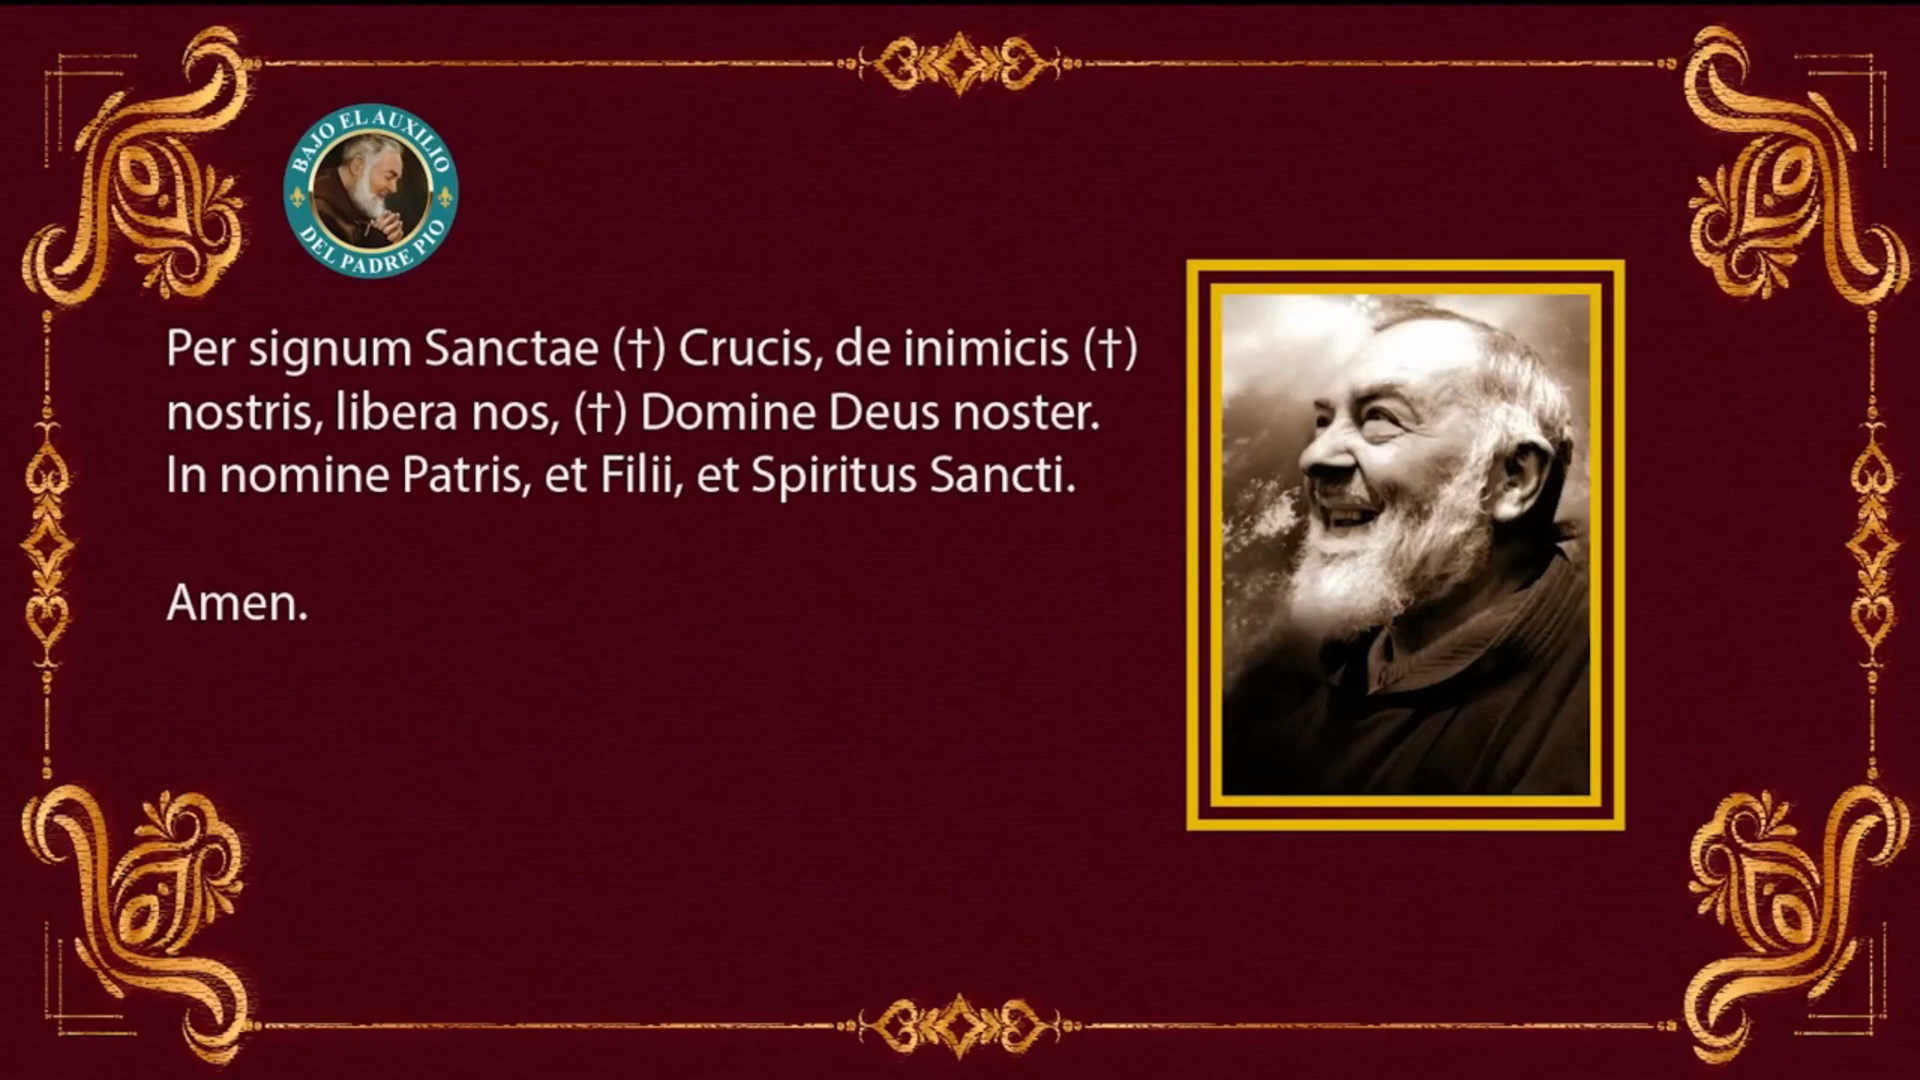 BAJO EL AUXILIO
DEL PADRE PIO
Per signum Sanctae (†) Crucis, de inimicis (†)
nostris, libera nos, (†) Domine Deus noster.
In nomine Patris, et Filii, et Spiritus Sancti.
Amen.